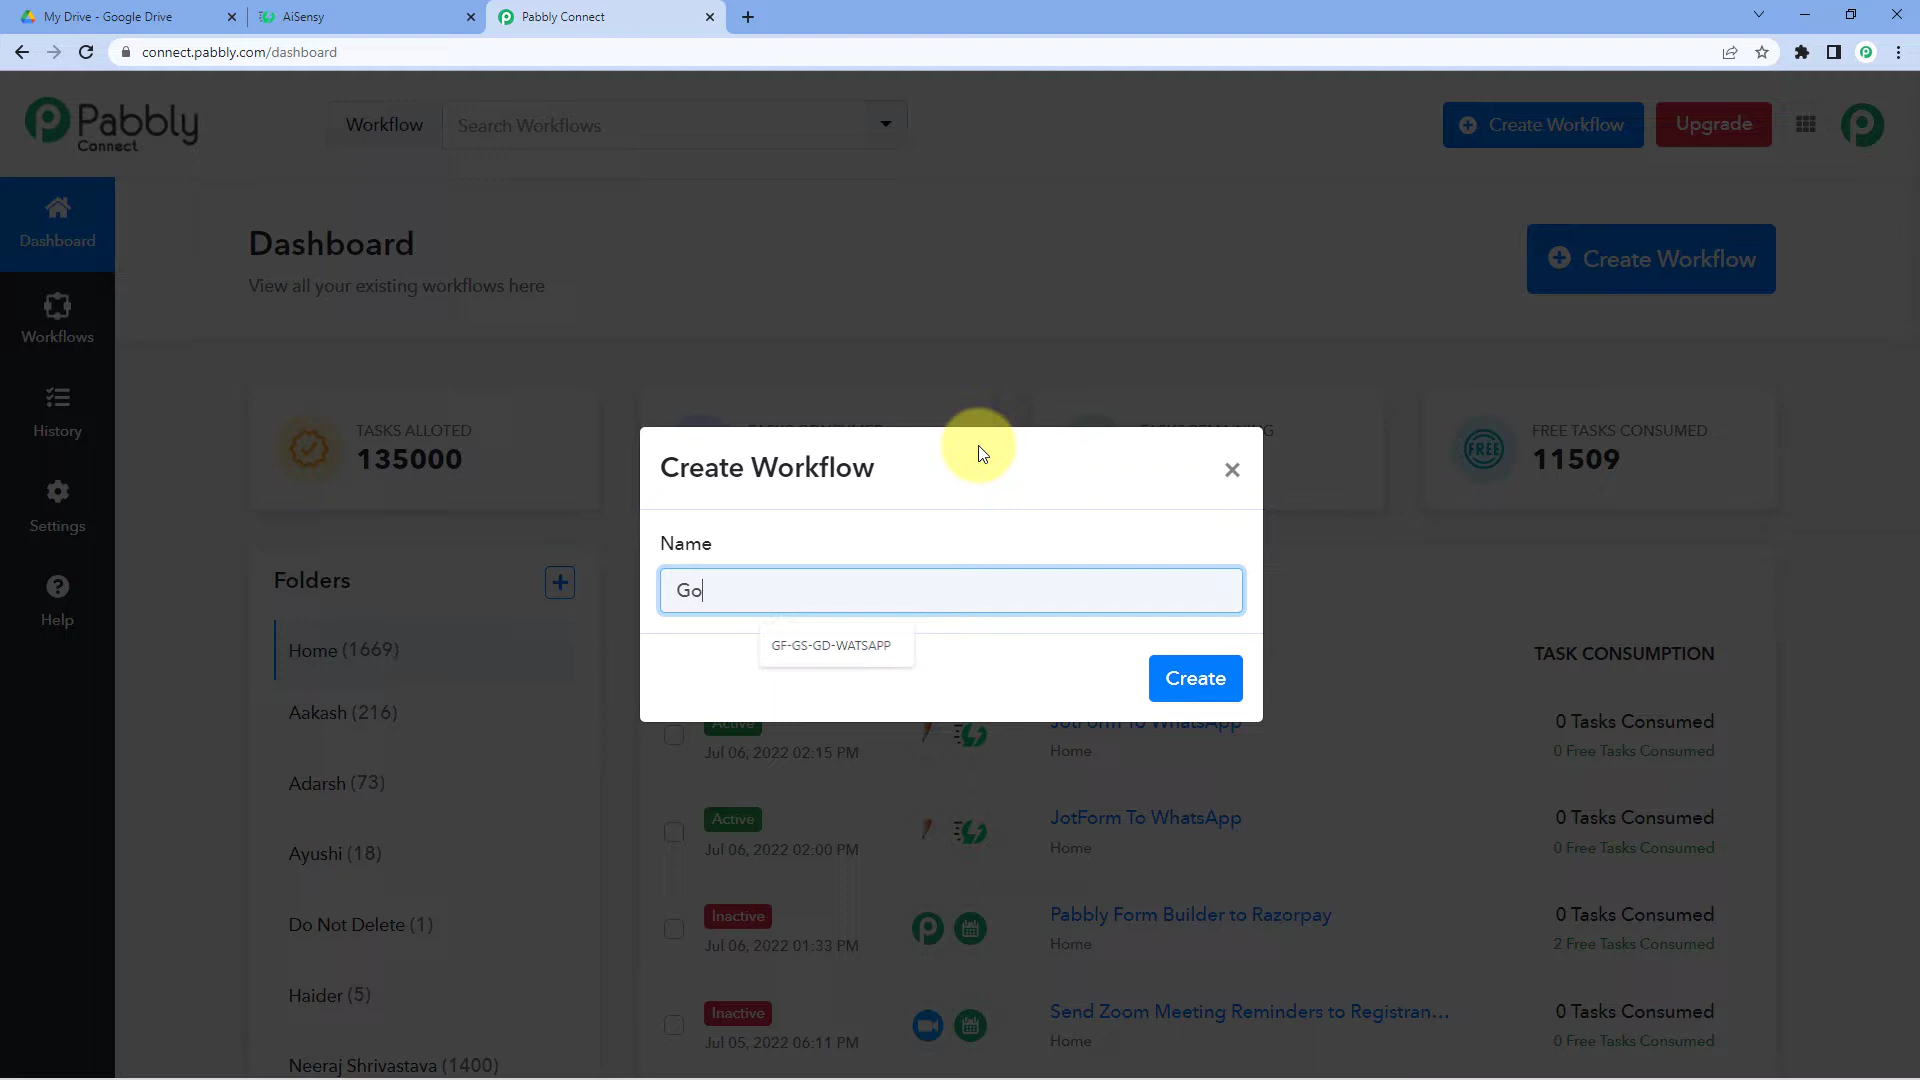 My Drive - Google Drive
AiSensy
Pabbly Connect
connect.pabbly.com/dashboard
Pabbly
Connect
Workflow
Search Workflows
Create Workflow
Upgrade
Dashboard
Workflows
History
Settings
Help
Dashboard
View all your existing workflows here
Create Workflow
TASKS ALLOTED
135000
FREE
FREE TASKS CONSUMED
11509
Create Workflow
Name
Go
GF-GS-GD-WATSAPP
Create
Folders
Home (1669)
Aakash (216)
Adarsh (73)
Ayushi (18)
Do Not Delete (1)
Haider (5)
Neeraj Shrivastava (1400)
TASK CONSUMPTION
Active
Jul 06, 2022 02:15 PM
JotForm To WhatsApp
Home
0 Tasks Consumed
0 Free Tasks Consumed
Active
Jul 06, 2022 02:00 PM
JotForm To WhatsApp
Home
0 Tasks Consumed
0 Free Tasks Consumed
Inactive
Jul 06, 2022 01:33 PM
Pabbly Form Builder to Razorpay
Home
0 Tasks Consumed
2 Free Tasks Consumed
Inactive
Jul 05, 2022 06:11 PM
Send Zoom Meeting Reminders to Registran...
Home
0 Tasks Consumed
0 Free Tasks Consumed